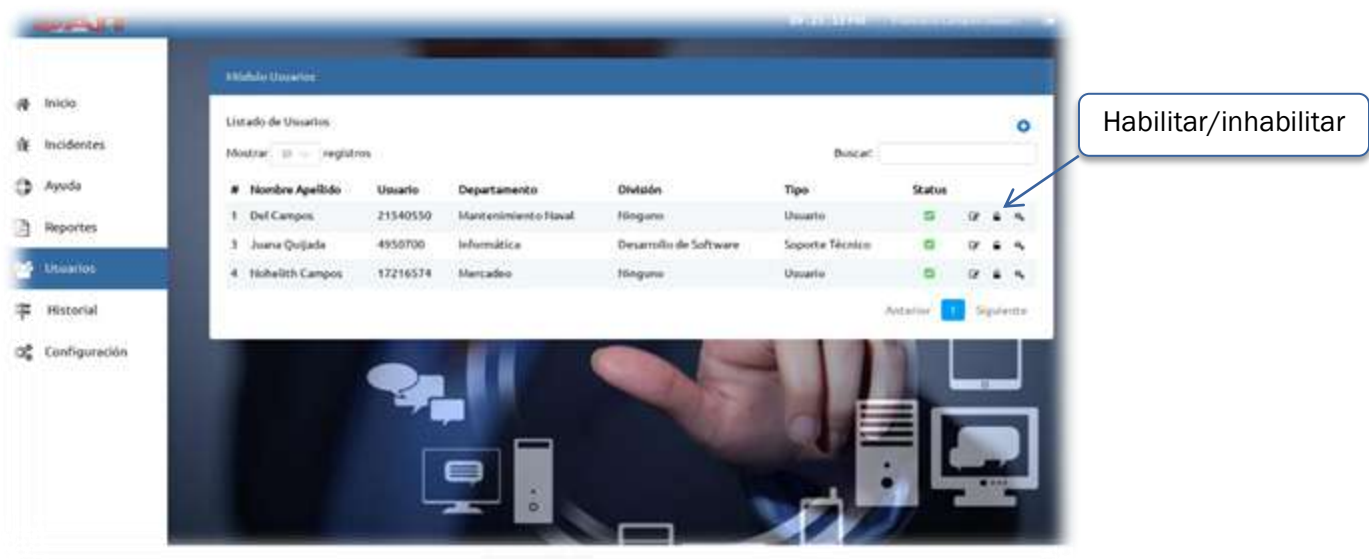 Módulo Usuarios
Inicio
Listado de Usuarios
Habilitar/inhabilitar
Incidentes
Mostrar 10 registros
Buscar:
Ayuda
# Nombre Apellido Usuario Departamento División Tipo Status
1 Del Campos 21540550 Mantenimiento Naval Ninguno Usuario
Reportes
3 Juana Quijada 4950700 Informática Desarrollo de Software Soporte Técnico
Usuarios
4 Nohelith Campos 17216574 Mercadeo Ninguno Usuario
Historial
Anterior 1 Siguiente
Configuración